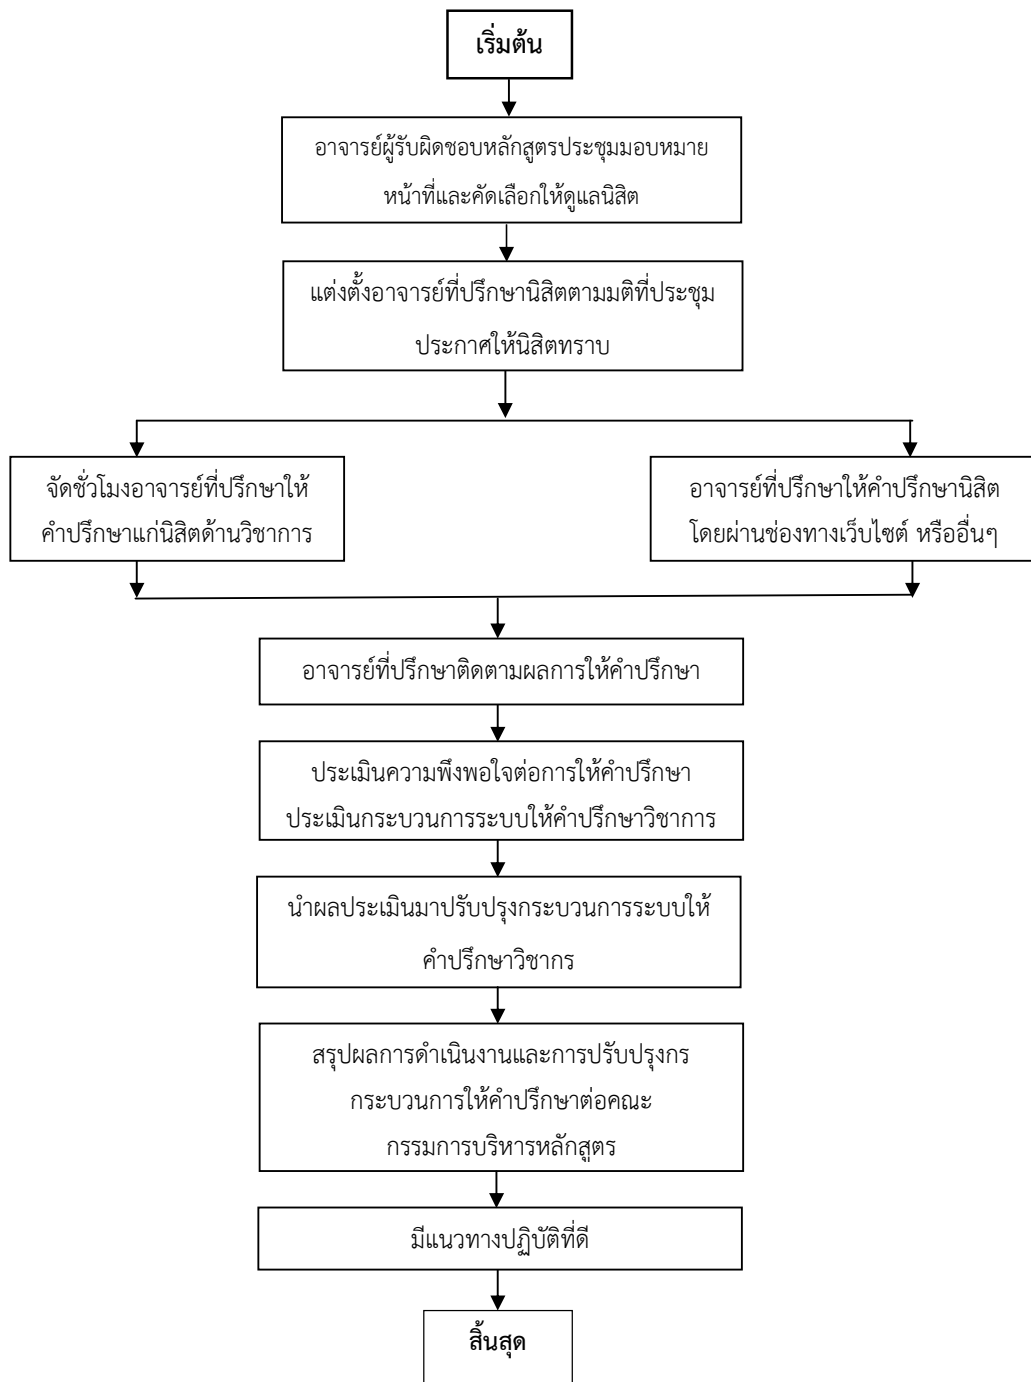 เริ่มต้น
อาจารย์ผู้รับผิดชอบหลักสูตรประชุมมอบหมาย
หน้าที่และคัดเลือกให้ดูแลนิสิต
แต่งตั้งอาจารย์ที่ปรึกษานิสิตตามมติที่ประชุม
ประกาศให้นิสิตทราบ
จัดชั่วโมงอาจารย์ที่ปรึกษาให้
คำปรึกษาแก่นิสิตด้านวิชาการ
อาจารย์ที่ปรึกษาให้คำปรึกษานิสิต
โดยผ่านช่องทางเว็บไซต์ หรืออื่นๆ
อาจารย์ที่ปรึกษาติดตามผลการให้คำปรึกษา
ประเมินความพึงพอใจต่อการให้คำปรึกษา
ประเมินกระบวนการระบบให้คำปรึกษาวิชาการ
นำผลประเมินมาปรับปรุงกระบวนการระบบให้
คำปรึกษาวิชากร
สรุปผลการดำเนินงานและการปรับปรุงกร
กระบวนการให้คำปรึกษาต่อคณะ
กรรมการบริหารหลักสูตร
มีแนวทางปฏิบัติที่ดี
สิ้นสุด